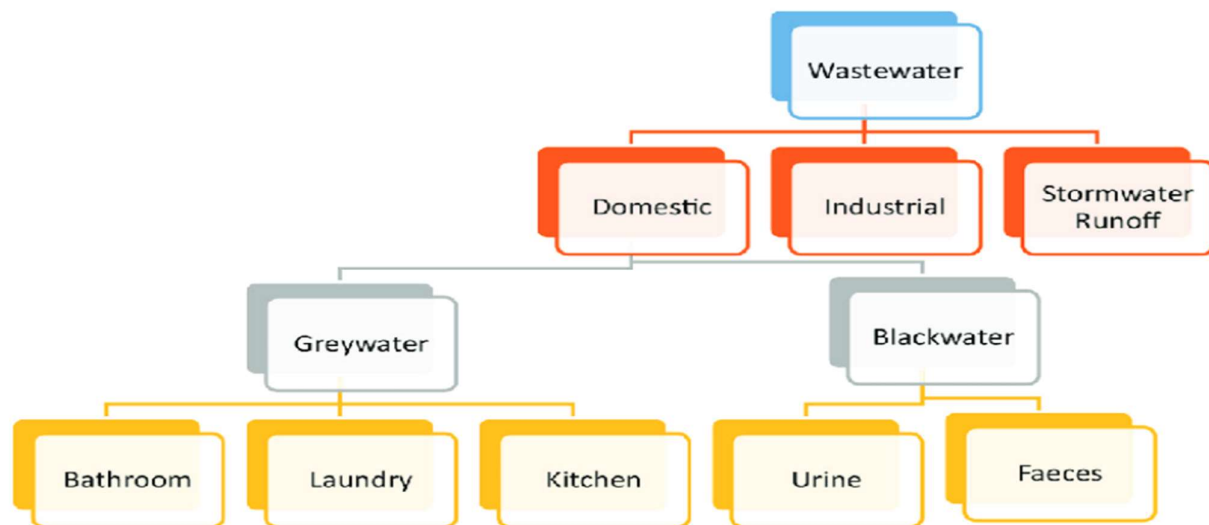 Wastewater
Domestic
Industrial
Stormwater
Runoff
Greywater
Blackwater
Bathroom
Laundry
Kitchen
Urine
Faeces